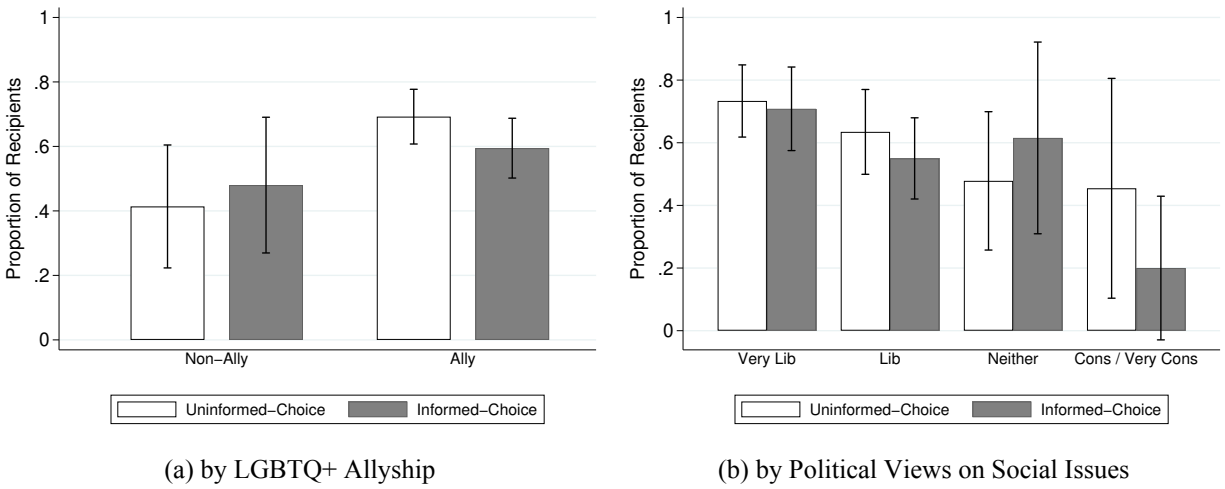 Proportion of Recipients
1
.8
.6
.4
.2
0
Non−Ally Ally
Uninformed−Choice Informed−Choice
(a) by LGBTQ+ Allyship
Proportion of Recipients
1
.8
.6
.4
.2
0
Very Lib Lib Neither Cons / Very Cons
Uninformed−Choice Informed−Choice
(b) by Political Views on Social Issues